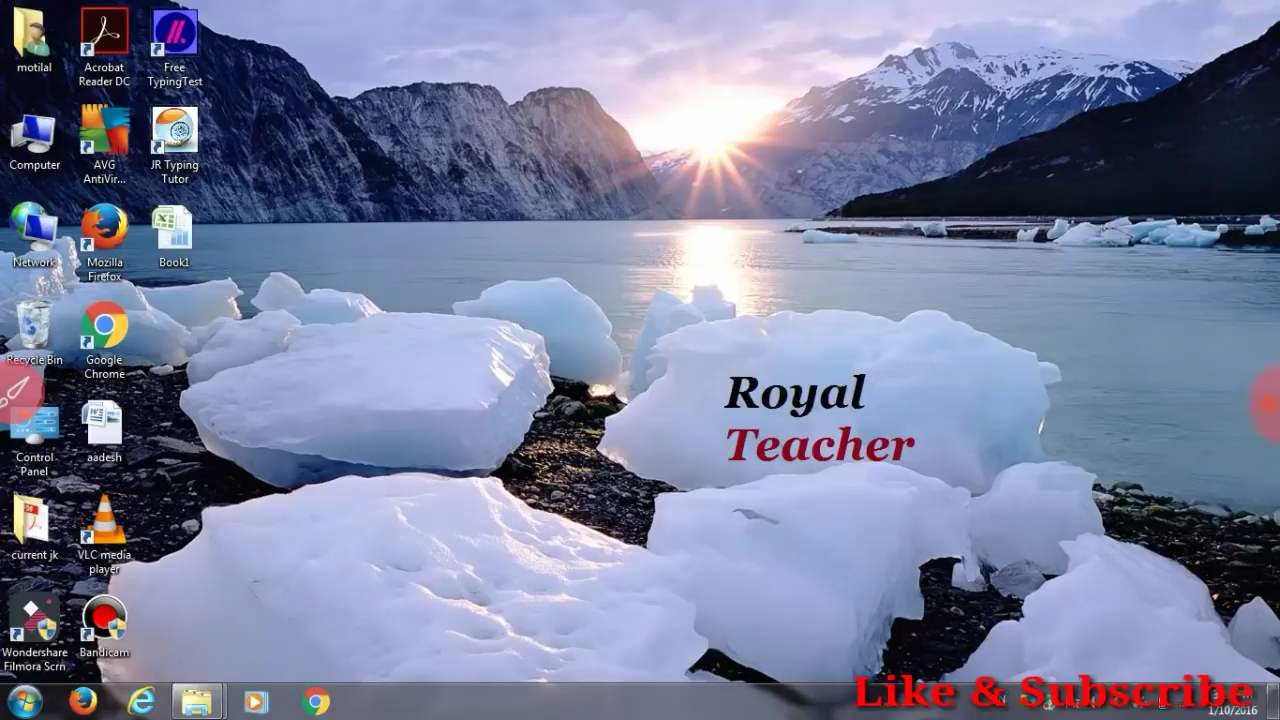 motilal
Acrobat
Reader DC
Free
TypingTest
Computer
AVG
AntiVir...
JR Typing
Tutor
Network
Mozilla
Firefox
Book1
Recycle Bin
Google
Chrome
Control
Panel
aadesh
current jk
VLC media
player
Wondershare
Filmora Scrn
Bandicam
Royal
Teacher
Like & Subscribe
1/10/2016